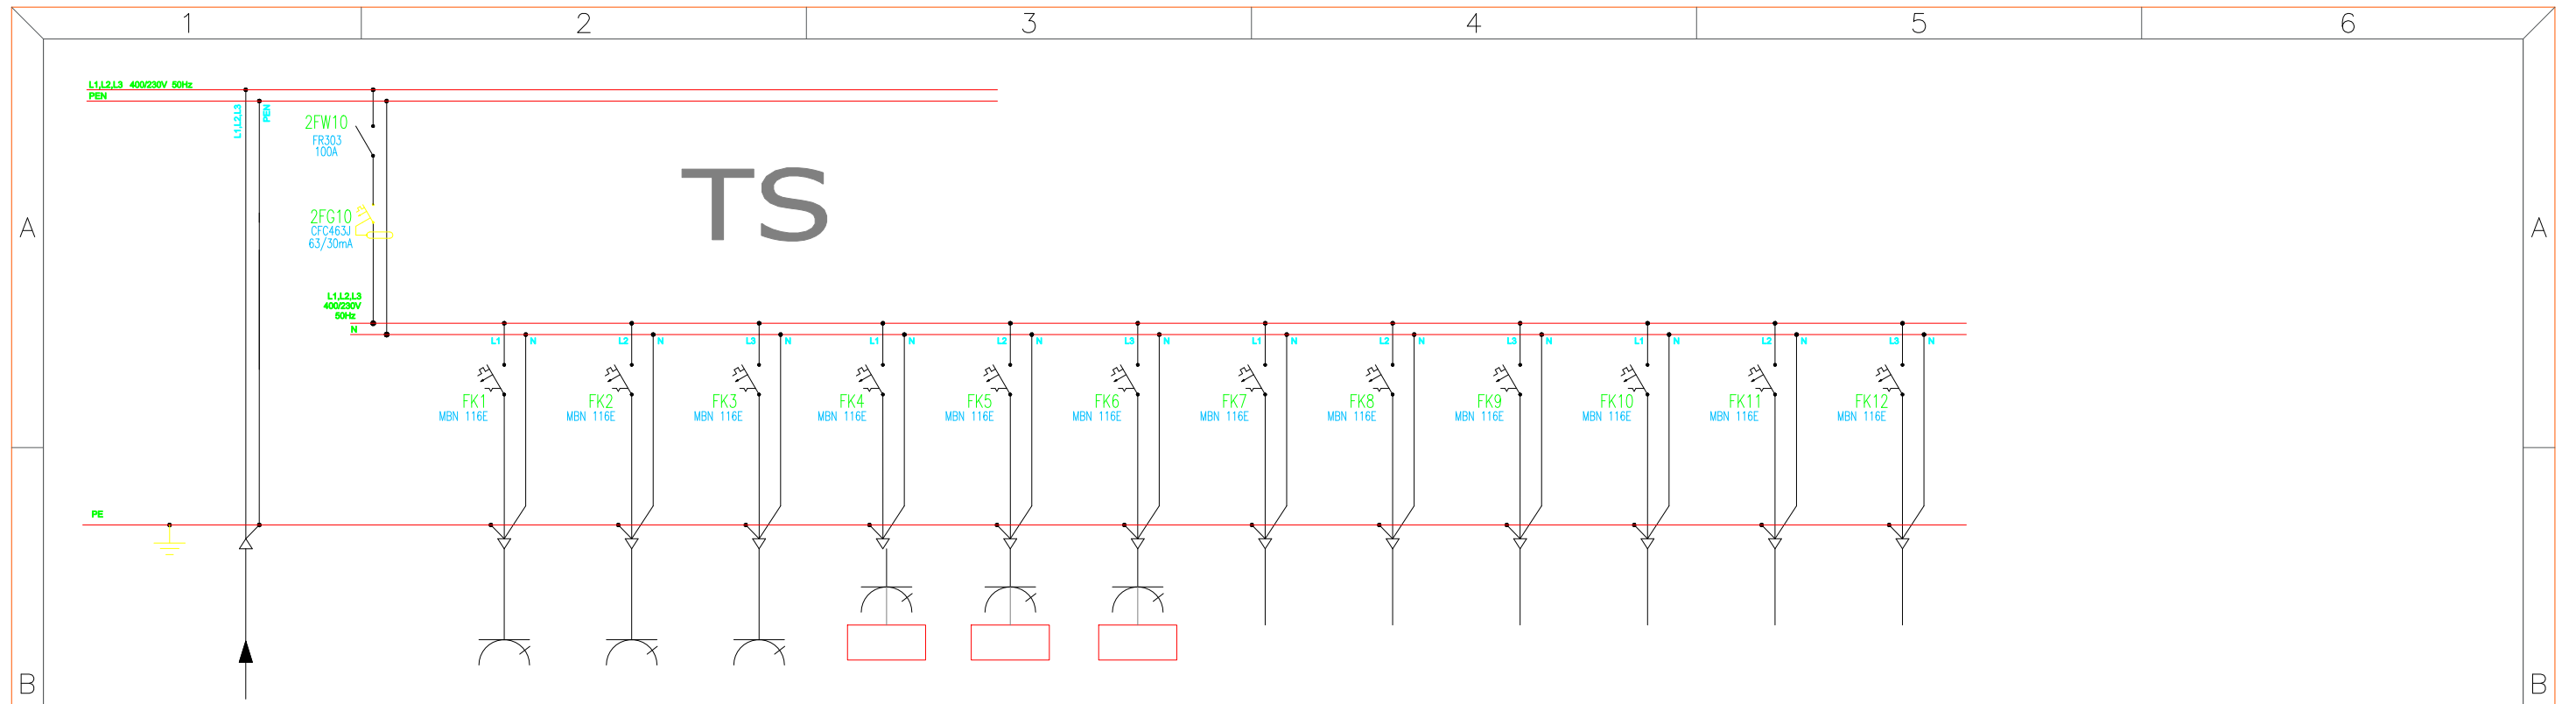 1 2 3 4 5 6
L1,L2,L3 400/230V 50Hz
PEN
L1,L2,L3
PEN
2FW10
FR303
100A
TS
A
A
2FG10
CFC463J
63/30mA
L1,L2,L3
400/230V
50Hz
N
L1 N L2 N L3 N L1 N L2 N L3 N L1 N L2 N L3 N L1 N L2 N L3 N
FK1 FK2 FK3 FK4 FK5 FK6 FK7 FK8 FK9 FK10 FK11 FK12
MBN 116E MBN 116E MBN 116E MBN 116E MBN 116E MBN 116E MBN 116E MBN 116E MBN 116E MBN 116E MBN 116E MBN 116E
PE
B
B